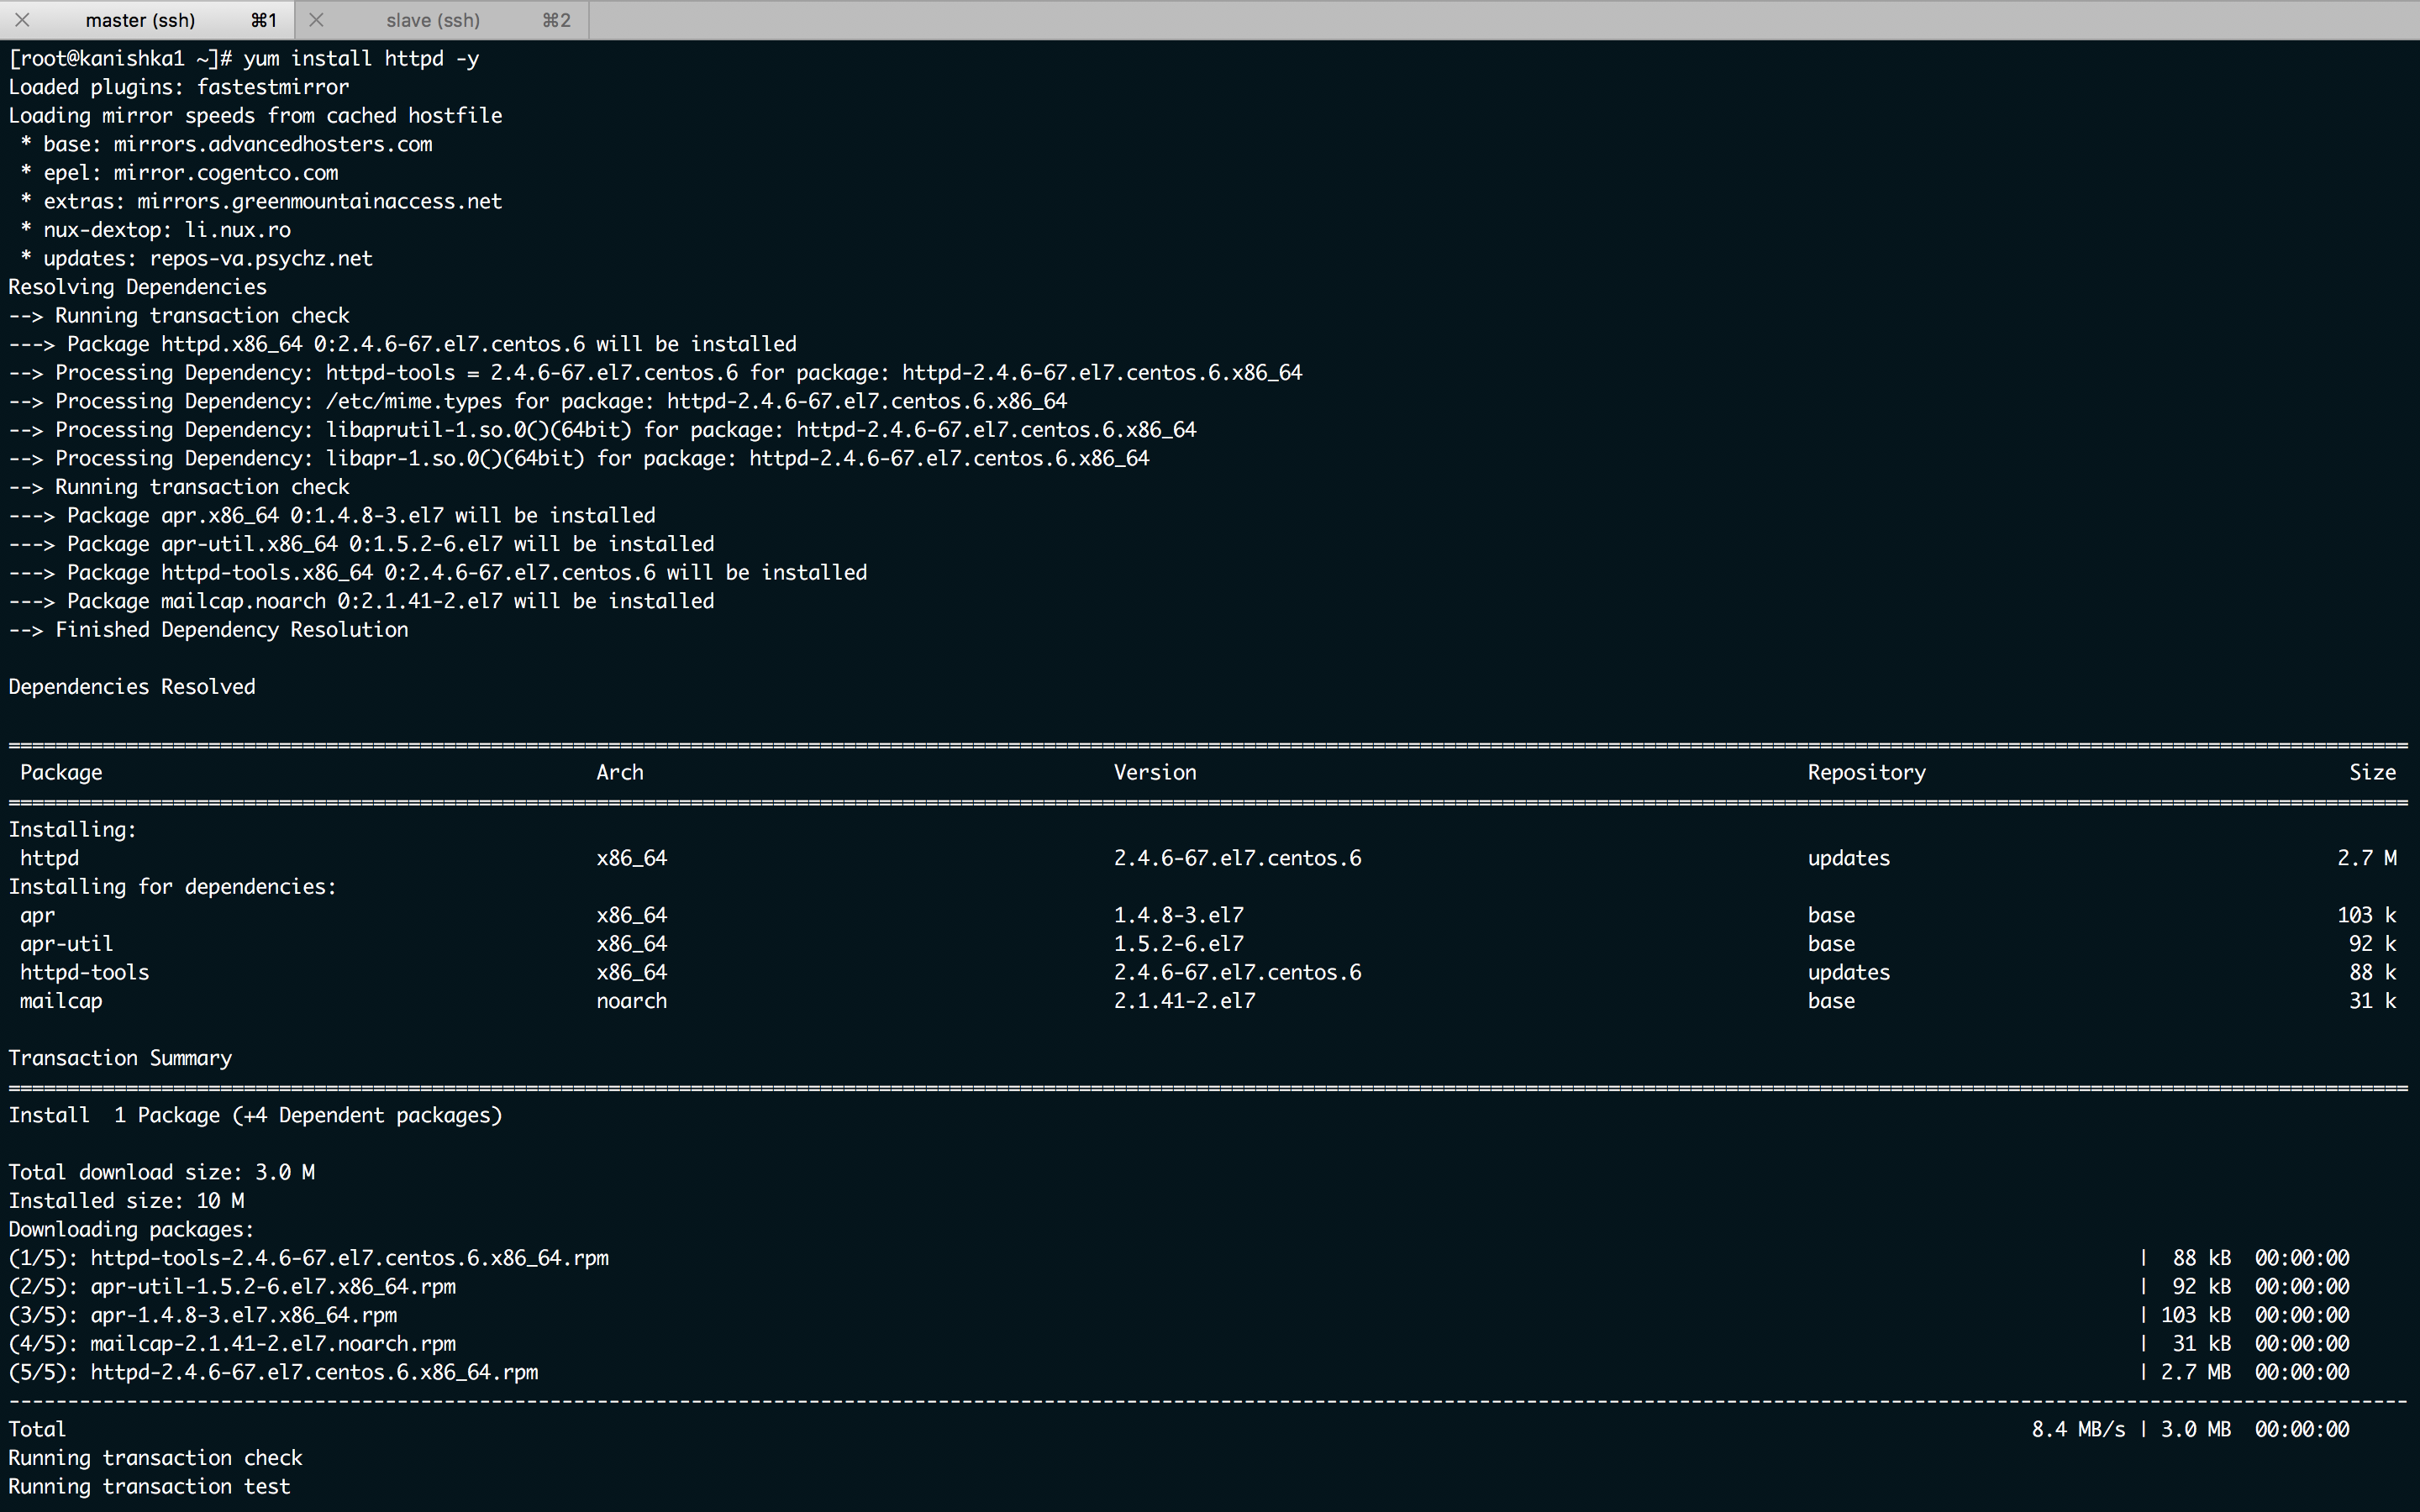 master (ssh) ⌘1 slave (ssh) ⌘2
[root@kanishka1 ~]# yum install httpd -y
Loaded plugins: fastestmirror
Loading mirror speeds from cached hostfile
 * base: mirrors.advancedhosters.com
 * epel: mirror.cogentco.com
 * extras: mirrors.greenmountainaccess.net
 * nux-dextop: li.nux.ro
 * updates: repos-va.psychz.net
Resolving Dependencies
--> Running transaction check
---> Package httpd.x86_64 0:2.4.6-67.el7.centos.6 will be installed
--> Processing Dependency: httpd-tools = 2.4.6-67.el7.centos.6 for package: httpd-2.4.6-67.el7.centos.6.x86_64
--> Processing Dependency: /etc/mime.types for package: httpd-2.4.6-67.el7.centos.6.x86_64
--> Processing Dependency: libaprutil-1.so.0()(64bit) for package: httpd-2.4.6-67.el7.centos.6.x86_64
--> Processing Dependency: libapr-1.so.0()(64bit) for package: httpd-2.4.6-67.el7.centos.6.x86_64
--> Running transaction check
---> Package apr.x86_64 0:1.4.8-3.el7 will be installed
---> Package apr-util.x86_64 0:1.5.2-6.el7 will be installed
---> Package httpd-tools.x86_64 0:2.4.6-67.el7.centos.6 will be installed
---> Package mailcap.noarch 0:2.1.41-2.el7 will be installed
--> Finished Dependency Resolution
Dependencies Resolved
Package Arch Version Repository Size
Installing:
httpd x86_64 2.4.6-67.el7.centos.6 updates 2.7 M
Installing for dependencies:
apr x86_64 1.4.8-3.el7 base 103 k
apr-util x86_64 1.5.2-6.el7 base 92 k
httpd-tools x86_64 2.4.6-67.el7.centos.6 updates 88 k
mailcap noarch 2.1.41-2.el7 base 31 k
Transaction Summary
Install  1 Package (+4 Dependent packages)
Total download size: 3.0 M
Installed size: 10 M
Downloading packages:
(1/5): httpd-tools-2.4.6-67.el7.centos.6.x86_64.rpm | 88 kB 00:00:00
(2/5): apr-util-1.5.2-6.el7.x86_64.rpm | 92 kB 00:00:00
(3/5): apr-1.4.8-3.el7.x86_64.rpm | 103 kB 00:00:00
(4/5): mailcap-2.1.41-2.el7.noarch.rpm | 31 kB 00:00:00
(5/5): httpd-2.4.6-67.el7.centos.6.x86_64.rpm | 2.7 MB 00:00:00
Total 8.4 MB/s | 3.0 MB 00:00:00
Running transaction check
Running transaction test